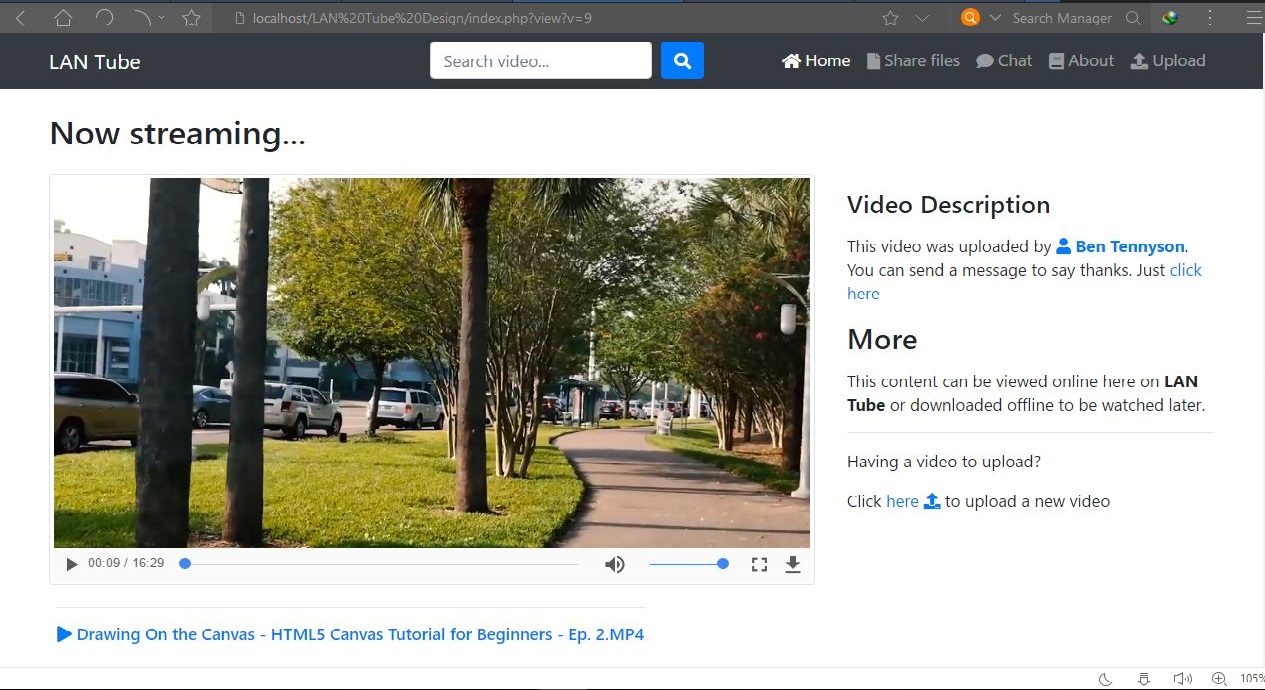 localhost/LAN%20Tube%20Design/index.php?view?v=9
Search Manager
LAN Tube
Search video...
Home
Share files
Chat
About
Upload
Now streaming...
Video Description
This video was uploaded by Ben Tennyson.
You can send a message to say thanks. Just click
here
More
This content can be viewed online here on LAN
Tube or downloaded offline to be watched later.
Having a video to upload?
Click here to upload a new video
00:09 / 16:29
Drawing On the Canvas - HTML5 Canvas Tutorial for Beginners - Ep. 2.MP4
105%